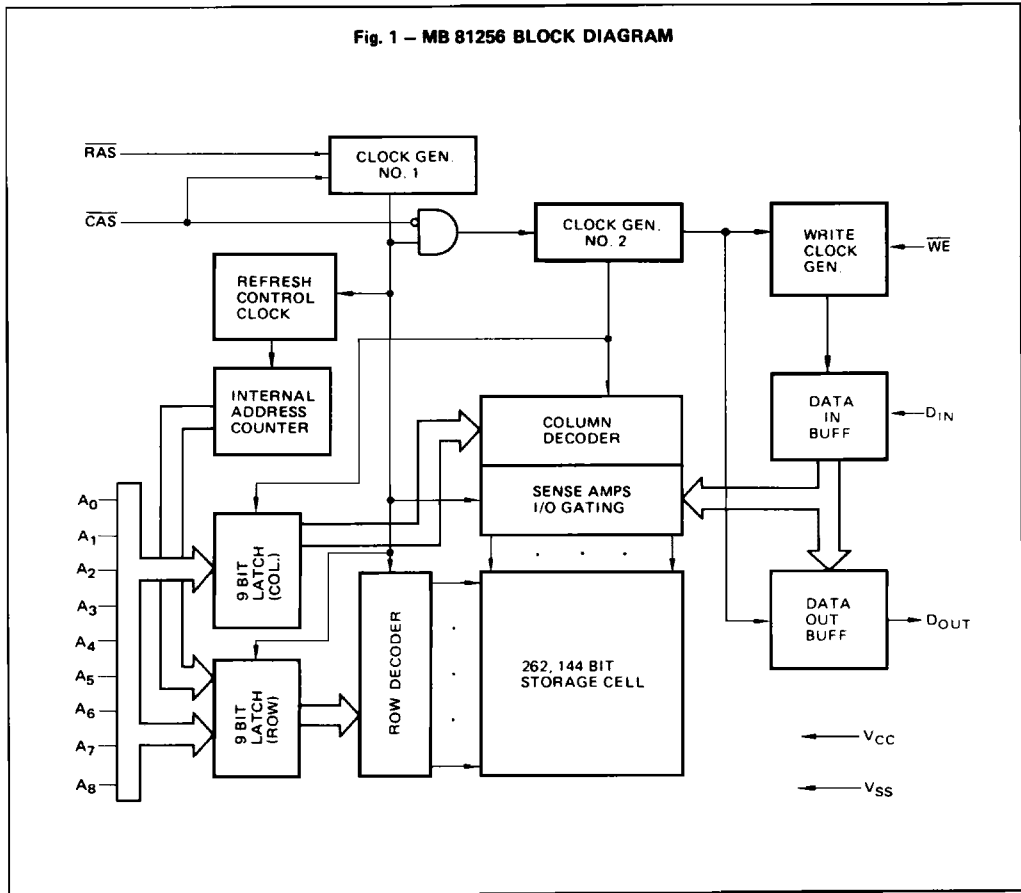 Fig. 1 — MB 81256 BLOCK DIAGRAM
RAS
CLOCK GEN.
NO. 1
CAS
CLOCK GEN.
NO. 2
WRITE
CLOCK
GEN.
WE
REFRESH
CONTROL
CLOCK
INTERNAL
ADDRESS
COUNTER
COLUMN
DECODER
DATA
IN
BUFF
DIN
SENSE AMPS
I/O GATING
A0
A1
A2
A3
A4
A5
A6
A7
A8
9 BIT
LATCH
(COL.)
9 BIT
LATCH
(ROW)
ROW DECODER
262, 144 BIT
STORAGE CELL
DATA
OUT
BUFF
DOUT
VCC
VSS